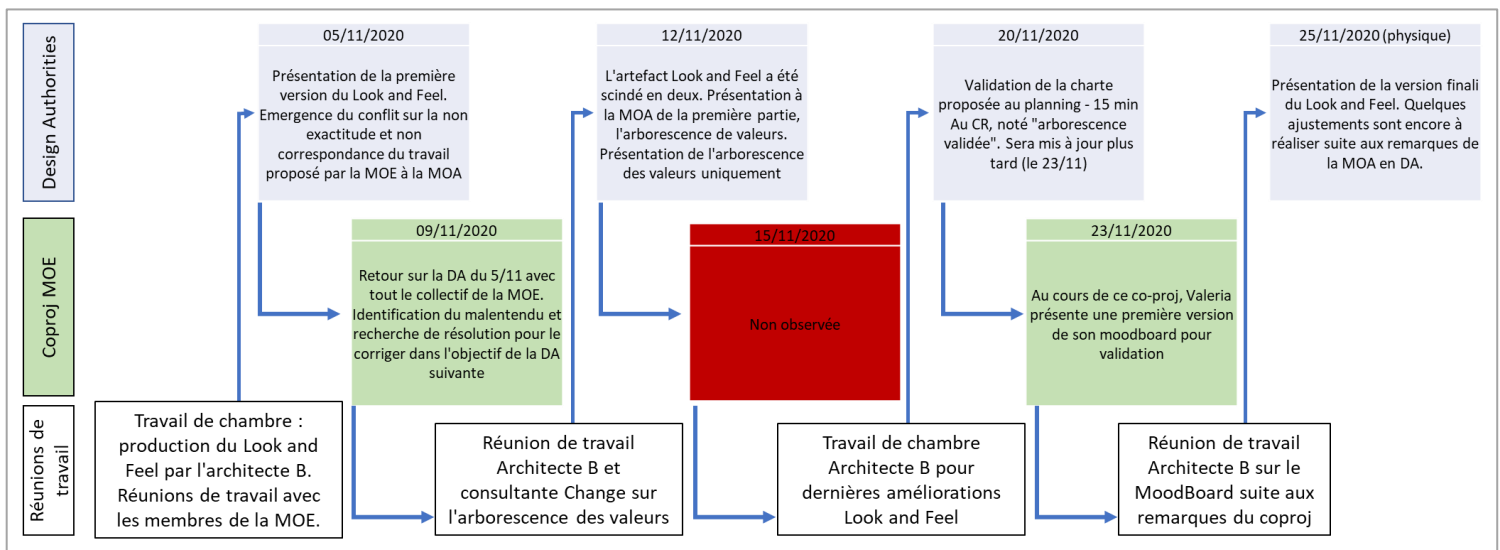 Design Authorities
05/11/2020
Présentation de la première
version du Look and Feel.
Emergence du conflit sur la non
exactitude et non
correspondance du travail
proposé par la MOE à la MOA
12/11/2020
L'artefact Look and Feel a été
scindé en deux. Présentation à
la MOA de la première partie,
l'arborescence de valeurs.
Présentation de l'arborescence
des valeurs uniquement
20/11/2020
Validation de la charte
proposée au planning - 15 min
Au CR, noté "arborescence
validée". Sera mis à jour plus
tard (le 23/11)
25/11/2020 (physique)
Présentation de la version finali
du Look and Feel. Quelques
ajustements sont encore à
réaliser suite aux remarques de
la MOA en DA.
Coproj MOE
09/11/2020
Retour sur la DA du 5/11 avec
tout le collectif de la MOE.
Identification du malentendu et
recherche de résolution pour le
corriger dans l'objectif de la DA
suivante
15/11/2020
Non observée
23/11/2020
Au cours de ce co-proj, Valeria
présente une première version
de son moodboard pour
validation
Réunions de
travail
Travail de chambre :
production du Look and
Feel par l'architecte B.
Réunions de travail avec
les membres de la MOE.
Réunion de travail
Architecte B et
consultante Change sur
l'arborescence des valeurs
Travail de chambre
Architecte B pour
dernières améliorations
Look and Feel
Réunion de travail
Architecte B sur le
MoodBoard suite aux
remarques du coproj